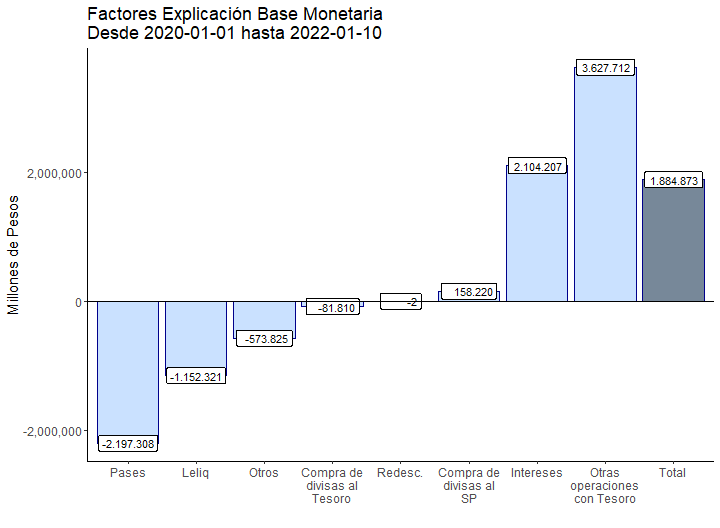 Factores Explicación Base Monetaria
Desde 2020-01-01 hasta 2022-01-10
Millones de Pesos
2,000,000
0
-2,000,000
-2.197.308
-1.152.321
-573.825
-81.810
-2
158.220
2.104.207
3.627.712
1.884.873
Pases
Leliq
Otros
Compra de
divisas al
Tesoro
Redesc.
Compra de
divisas al
SP
Intereses
Otras
operaciones
con Tesoro
Total